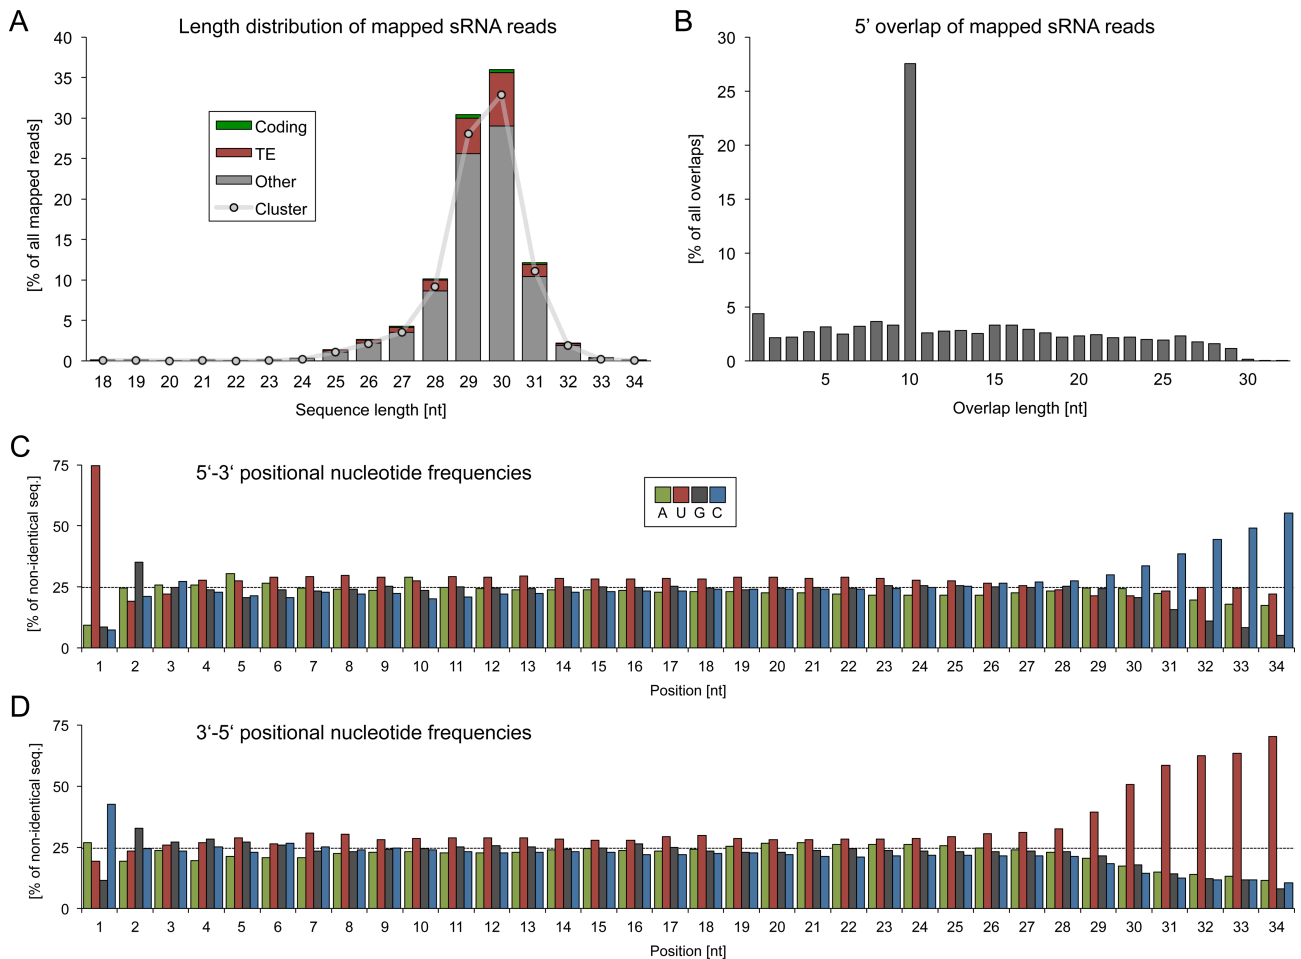 A
Length distribution of mapped sRNA reads
[% of all mapped reads]
40
35
30
25
20
15
10
5
0
Coding
TE
Other
Cluster
18 19 20 21 22 23 24 25 26 27 28 29 30 31 32 33 34
Sequence length [nt]
B
5’ overlap of mapped sRNA reads
[% of all overlaps]
30
25
20
15
10
5
0
5 10 15 20 25 30
Overlap length [nt]
C
5‘-3‘ positional nucleotide frequencies
[% of non-identical seq.]
75
50
25
0
A U G C
1 2 3 4 5 6 7 8 9 10 11 12 13 14 15 16 17 18 19 20 21 22 23 24 25 26 27 28 29 30 31 32 33 34
Position [nt]
D
3‘-5‘ positional nucleotide frequencies
[% of non-identical seq.]
75
50
25
0
1 2 3 4 5 6 7 8 9 10 11 12 13 14 15 16 17 18 19 20 21 22 23 24 25 26 27 28 29 30 31 32 33 34
Position [nt]